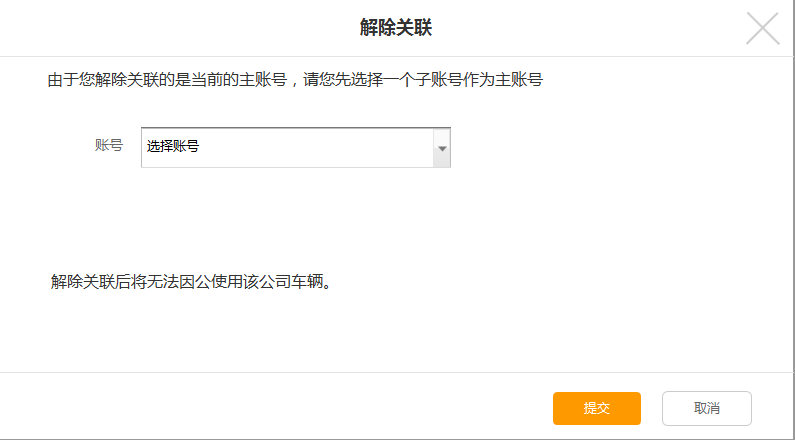 解除关联
由于您解除关联的是当前的主账号，请您先选择一个子账号作为主账号
账号 选择账号
解除关联后将无法因公使用该公司车辆。
提交 取消